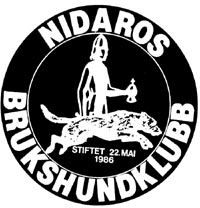 NIDAROS
STIFTET 22. MAI
1986
BRUKSHUNDKLUBB